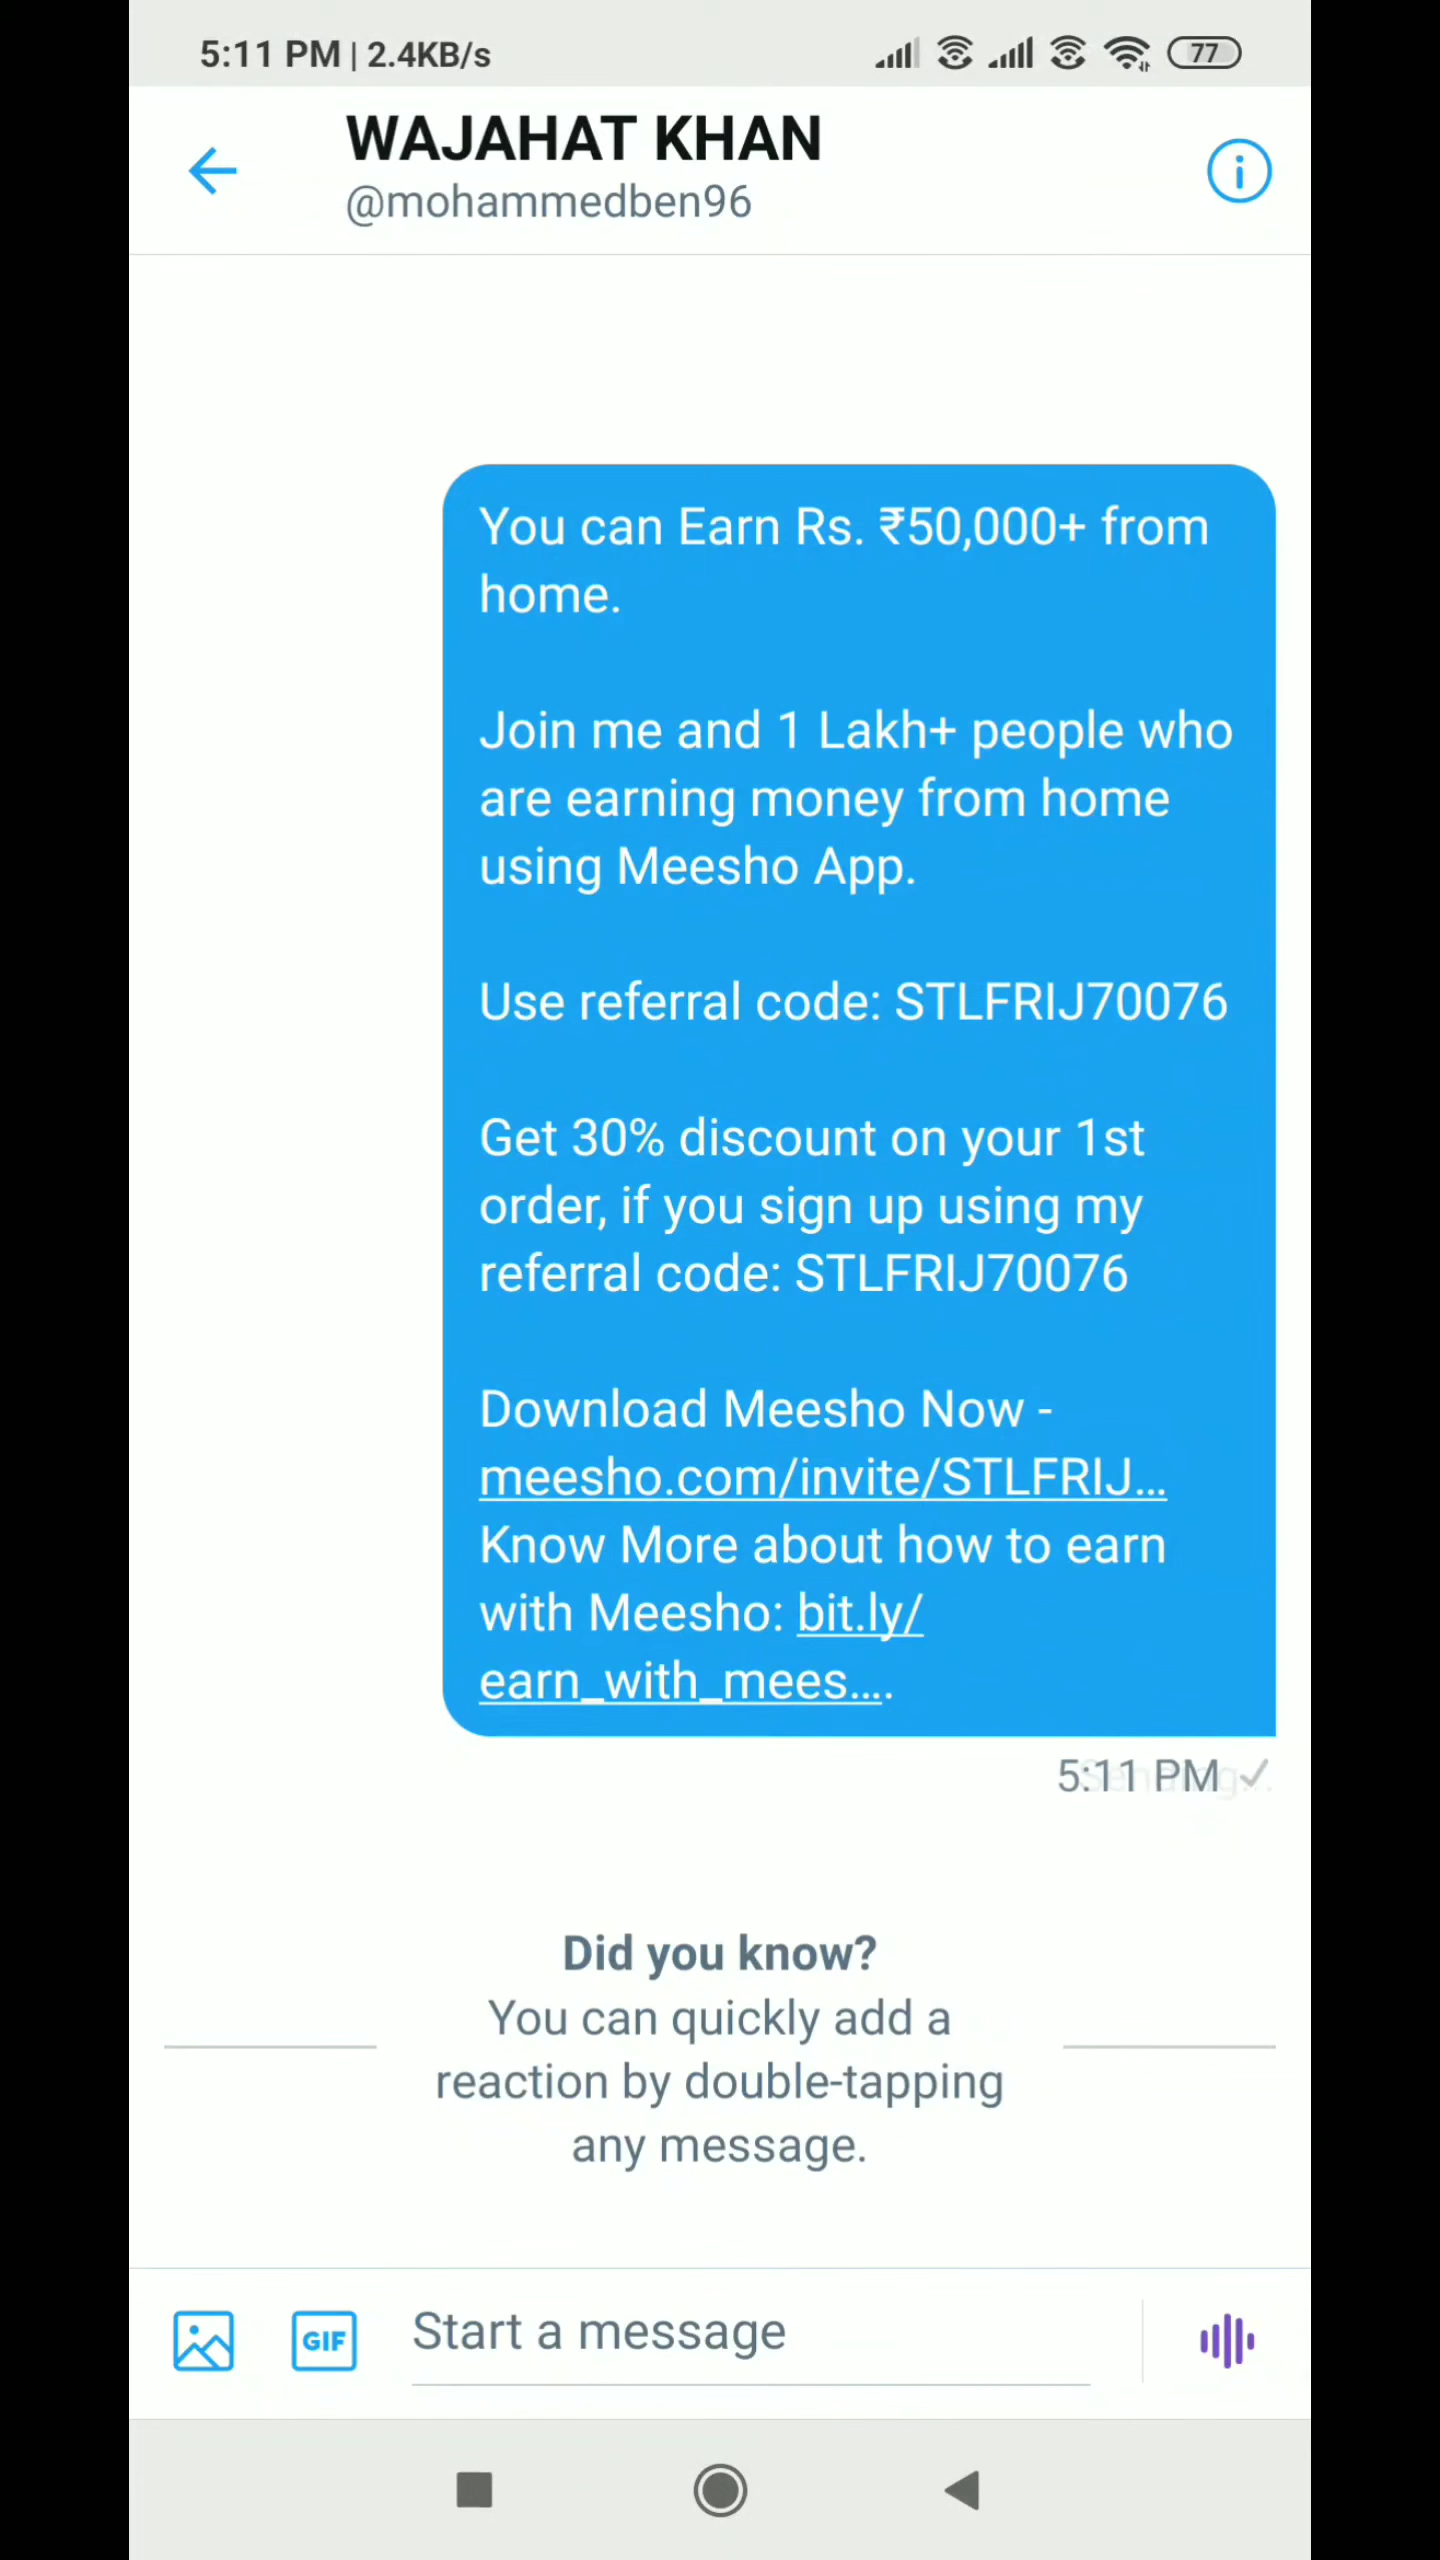 5:11 PM | 2.4KB/s
77
WAJAHAT KHAN
@mohammedben96
You can Earn Rs. ₹50,000+ from
home.
Join me and 1 Lakh+ people who
are earning money from home
using Meesho App.
Use referral code: STLFRIJ70076
Get 30% discount on your 1st
order, if you sign up using my
referral code: STLFRIJ70076
Download Meesho Now -
meesho.com/invite/STLFRIJ…
Know More about how to earn
with Meesho: bit.ly/
earn_with_mees….
5:11 PM
Sending...
Did you know?
You can quickly add a
reaction by double-tapping
any message.
GIF
Start a message